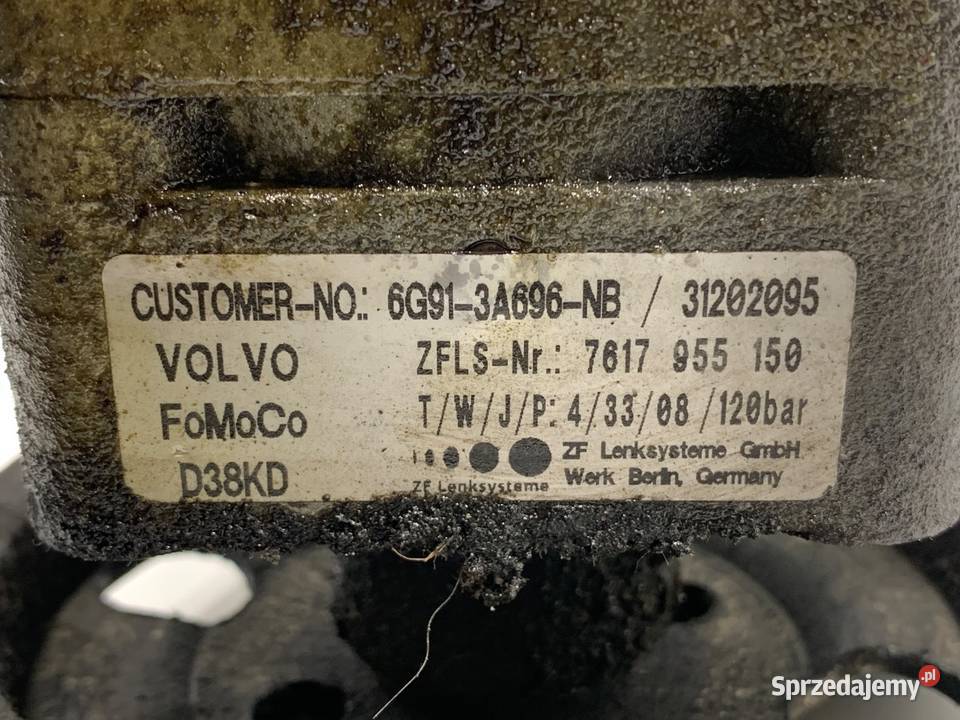 CUSTOMER-NO.: 6G91-3A696-NB / 31202095
VOLVO ZFLS-Nr.: 7617 955 150
FoMoCo T/W/J/P: 4/33/08 /120bar
D38KD ZF Lenksysteme ZF Lenksysteme GmbH
Werk Berlin, Germany
Sprzedajemy.pl